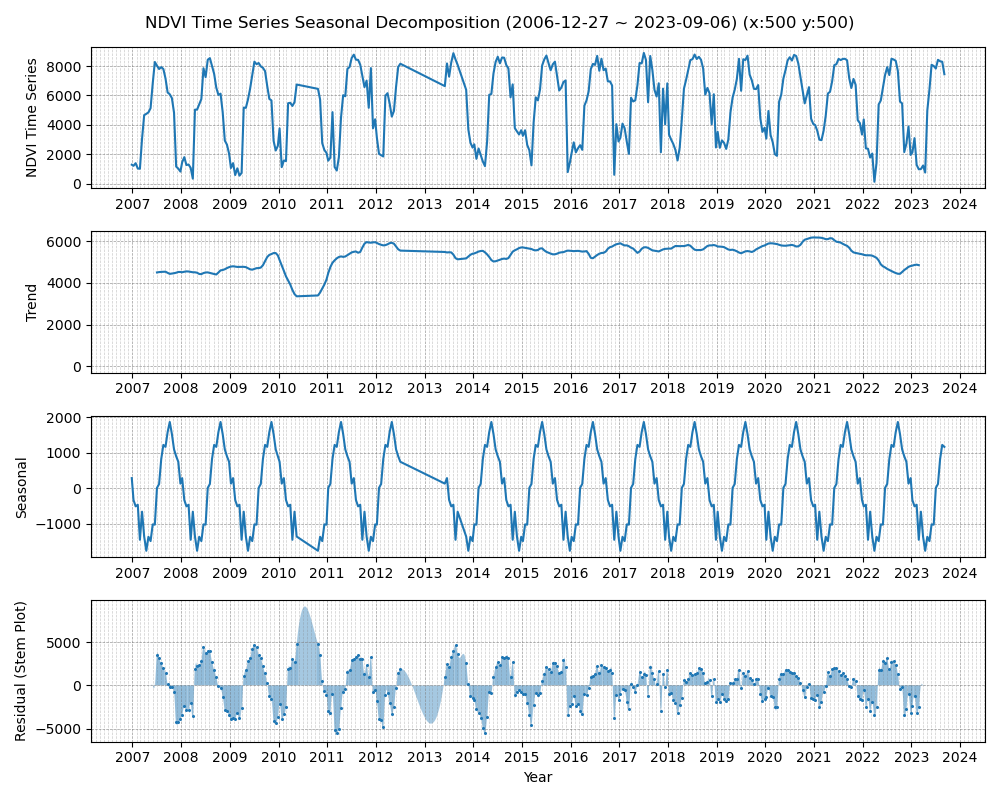 NDVI Time Series Seasonal Decomposition (2006-12-27 ~ 2023-09-06) (x:500 y:500)
NDVI Time Series
8000
6000
4000
2000
0
2007 2008 2009 2010 2011 2012 2013 2014 2015 2016 2017 2018 2019 2020 2021 2022 2023 2024
Trend
6000
4000
2000
0
2007 2008 2009 2010 2011 2012 2013 2014 2015 2016 2017 2018 2019 2020 2021 2022 2023 2024
Seasonal
2000
1000
0
−1000
2007 2008 2009 2010 2011 2012 2013 2014 2015 2016 2017 2018 2019 2020 2021 2022 2023 2024
Residual (Stem Plot)
5000
0
−5000
2007 2008 2009 2010 2011 2012 2013 2014 2015 2016 2017 2018 2019 2020 2021 2022 2023 2024
Year